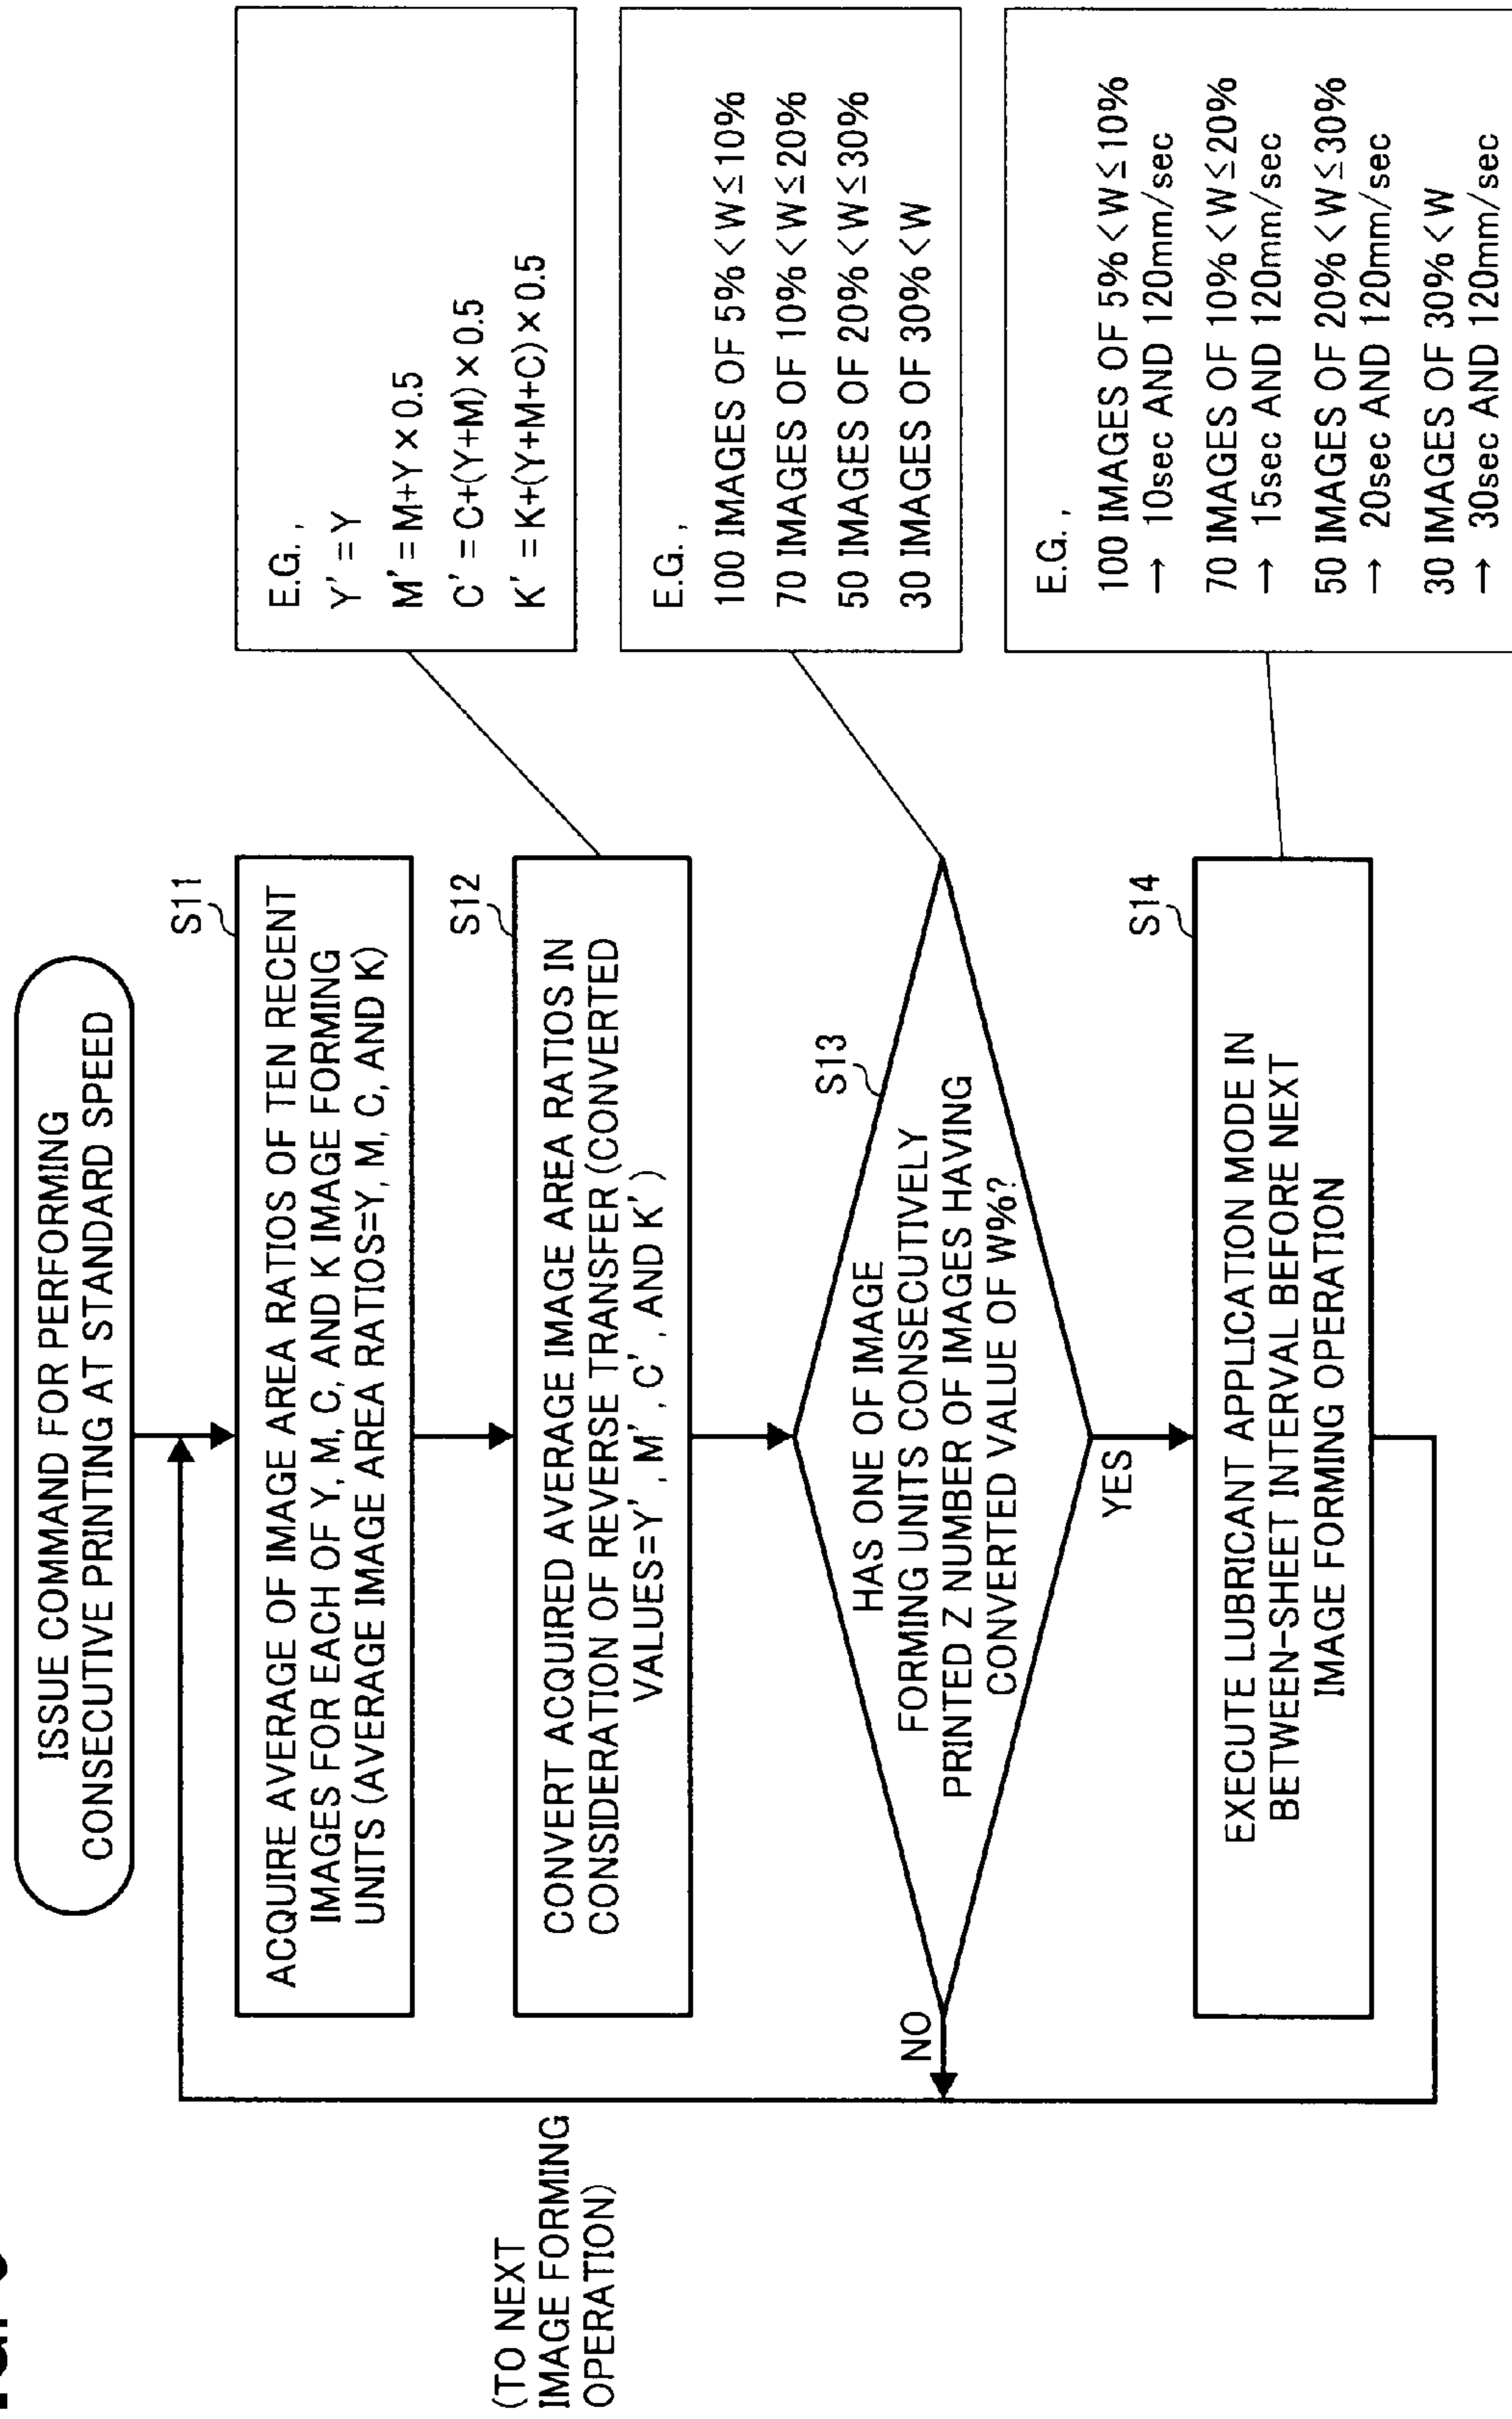 ISSUE COMMAND FOR PERFORMING
CONSECUTIVE PRINTING AT STANDARD SPEED
S11
ACQUIRE AVERAGE OF IMAGE AREA RATIOS OF TEN RECENT
IMAGES FOR EACH OF Y, M, C, AND K IMAGE FORMING
UNITS (AVERAGE IMAGE AREA RATIOS=Y, M, C, AND K)
S12
CONVERT ACQUIRED AVERAGE IMAGE AREA RATIOS IN
CONSIDERATION OF REVERSE TRANSFER (CONVERTED
VALUES=Y', M', C', AND K')
E.G.,
Y'=Y
M'=M+Y×0.5
C'=C+(Y+M)×0.5
K'=K+(Y+M+C)×0.5
(TO NEXT
IMAGE FORMING
OPERATION)
S13
HAS ONE OF IMAGE
FORMING UNITS CONSECUTIVELY
PRINTED Z NUMBER OF IMAGES HAVING
CONVERTED VALUE OF W%?
NO
YES
E.G.,
100 IMAGES OF 5%<W≤10%
70 IMAGES OF 10%<W≤20%
50 IMAGES OF 20%<W≤30%
30 IMAGES OF 30%<W
S14
EXECUTE LUBRICANT APPLICATION MODE IN
BETWEEN-SHEET INTERVAL BEFORE NEXT
IMAGE FORMING OPERATION
E.G.,
100 IMAGES OF 5%<W≤10%
→ 10sec AND 120mm/sec
70 IMAGES OF 10%<W≤20%
→ 15sec AND 120mm/sec
50 IMAGES OF 20%<W≤30%
→ 20sec AND 120mm/sec
30 IMAGES OF 30%<W
→ 30sec AND 120mm/sec